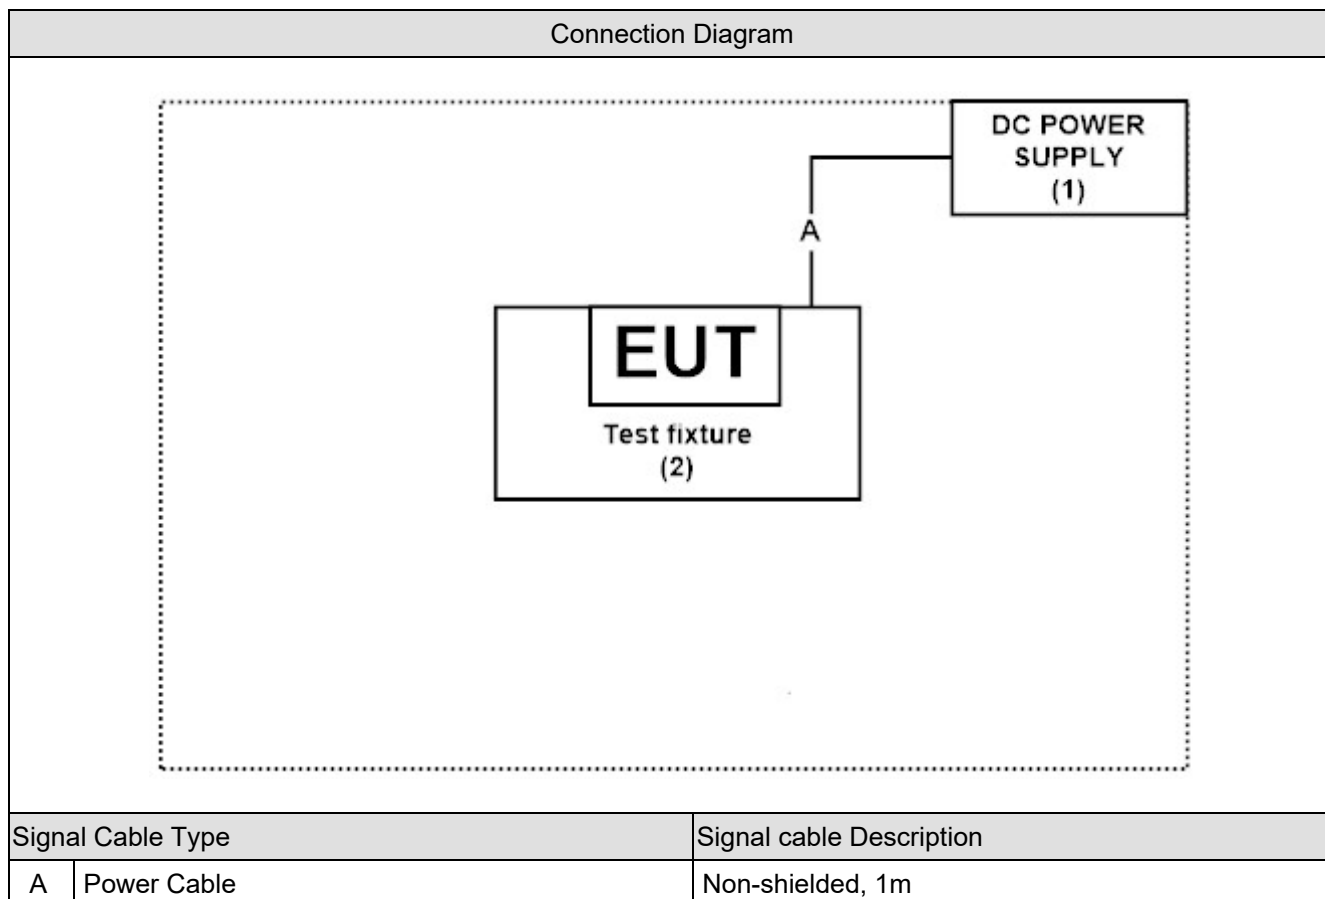 Connection Diagram
DC POWER
SUPPLY
(1)
A
EUT
Test fixture
(2)
Signal Cable Type
Signal cable Description
A
Power Cable
Non-shielded, 1m